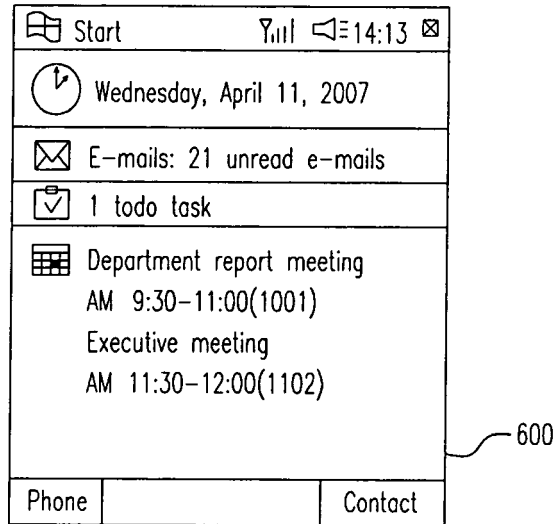 Start 14:13
Wednesday, April 11, 2007
E-mails: 21 unread e-mails
1 todo task
Department report meeting
AM 9:30-11:00(1001)
Executive meeting
AM 11:30-12:00(1102)
600
Phone Contact